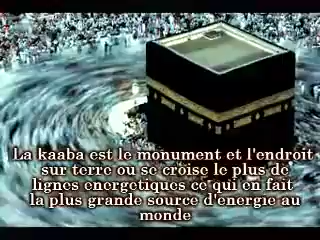 La kaaba est le monument et l'endroit
sur terre ou se croise le plus de
lignes energetiques ce qui en fait
la plus grande source d'energie au
monde